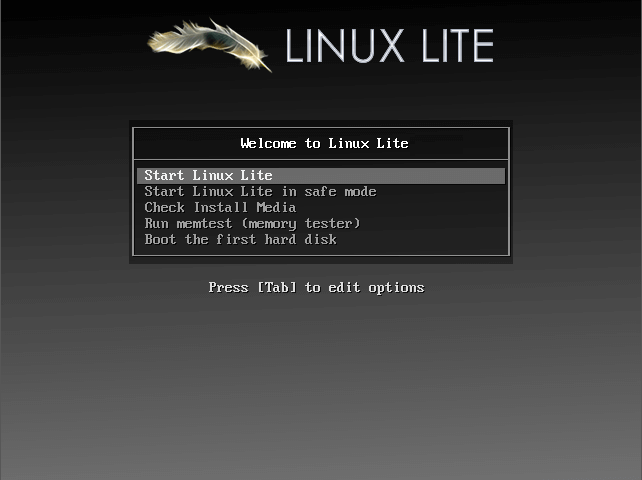 LINUX LITE
Welcome to Linux Lite
Start Linux Lite
Start Linux Lite in safe mode
Check Install Media
Run memtest (memory tester)
Boot the first hard disk
Press [Tab] to edit options